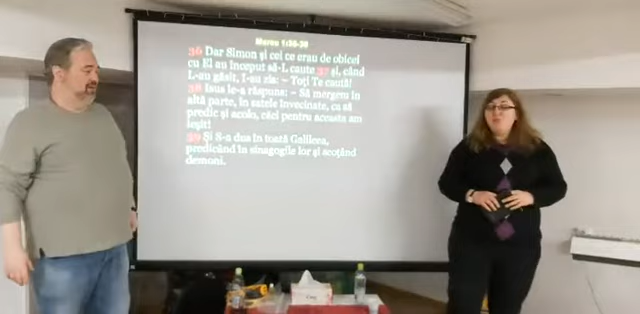 Marcu 1:36-39
36 Dar Simon și cei ce erau de obicei
cu El au început să-L caute 37 și, când
L-au găsit, I-au zis: – Toți Te caută!
38 Isus le-a răspuns: – Să mergem în
altă parte, în satele învecinate, ca să
predic și acolo, căci pentru aceasta am
ieșit!
39 Și S-a dus în toată Galileea,
predicând în sinagogile lor și scoțând
demoni.